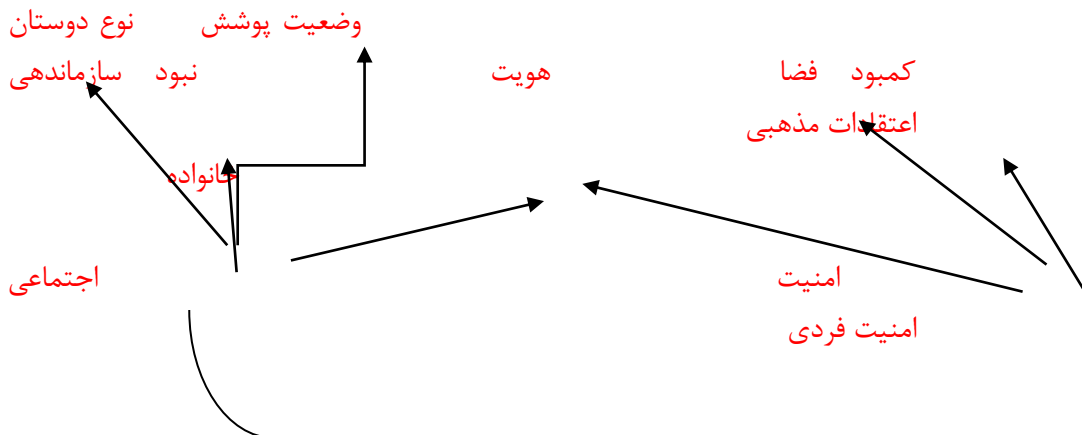 وضعیت پوشش نوع دوستان
کمبود فضا هویت نبود سازماندهی
اعتقادات مذهبی
خانواده
امنیت اجتماعی
امنیت فردی